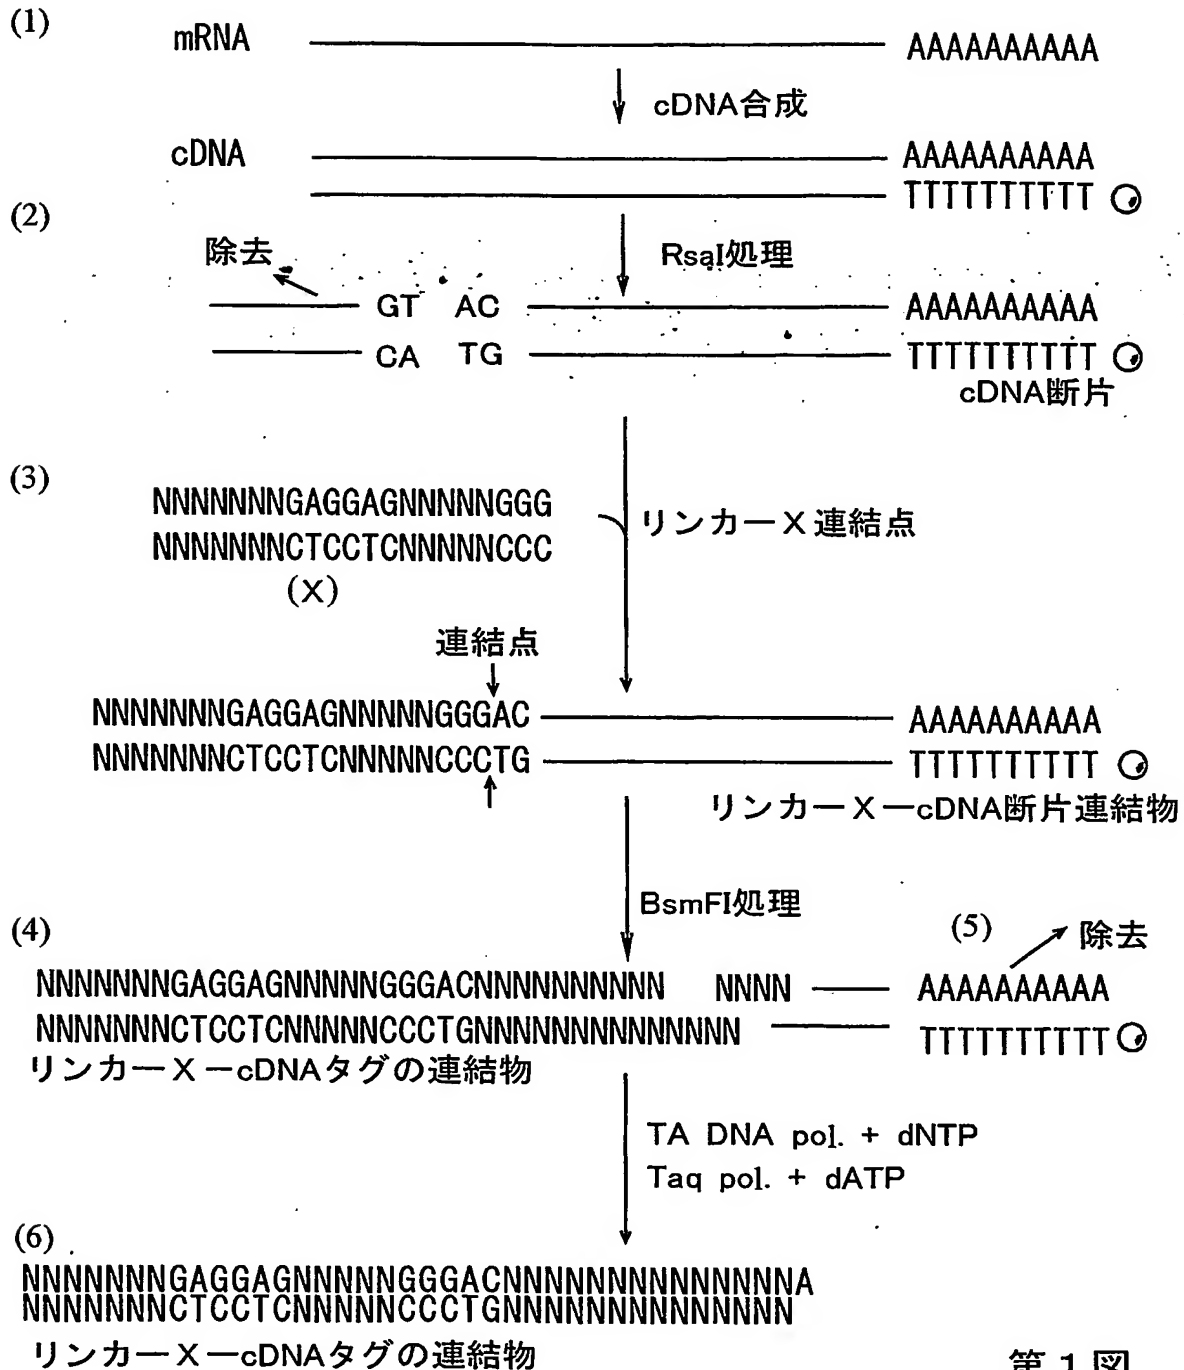 (1)
mRNA AAAAAAAAAA
cDNA合成
cDNA AAAAAAAAAA
TTTTTTTTTT
(2)
除去 RsaI処理
GT AC AAAAAAAAAA
CA TG TTTTTTTTTT
cDNA断片
(3)
NNNNNNNGAGGAGNNNNNGGG
リンカーX連結点
NNNNNNNCTCCTCNNNNNCCC
(X)
連結点
NNNNNNNGAGGAGNNNNNGGGAC AAAAAAAAAA
NNNNNNNCTCCTCNNNNNCCCTG TTTTTTTTTT
リンカーX-cDNA断片連結物
BsmFI処理
(4) (5) 除去
NNNNNNNGAGGAGNNNNNGGGACNNNNNNNNNNN NNNN AAAAAAAAAA
NNNNNNNCTCCTCNNNNNCCCTGNNNNNNNNNNNNNNN TTTTTTTTTT
リンカーX-cDNAタグの連結物
TA DNA pol. + dNTP
Taq pol. + dATP
(6)
NNNNNNNGAGGAGNNNNNGGGACNNNNNNNNNNNNNNNA
NNNNNNNCTCCTCNNNNNCCCTGNNNNNNNNNNNNNNN
リンカーX-cDNAタグの連結物
第1図